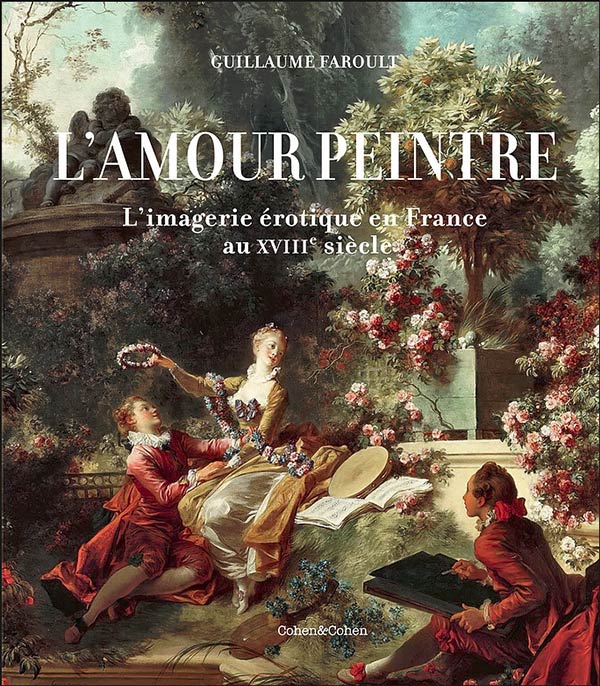 GUILLAUME FAROULT
L'AMOUR PEINTRE
L'imagerie érotique en France
au XVIIIe siècle
Cohen&Cohen